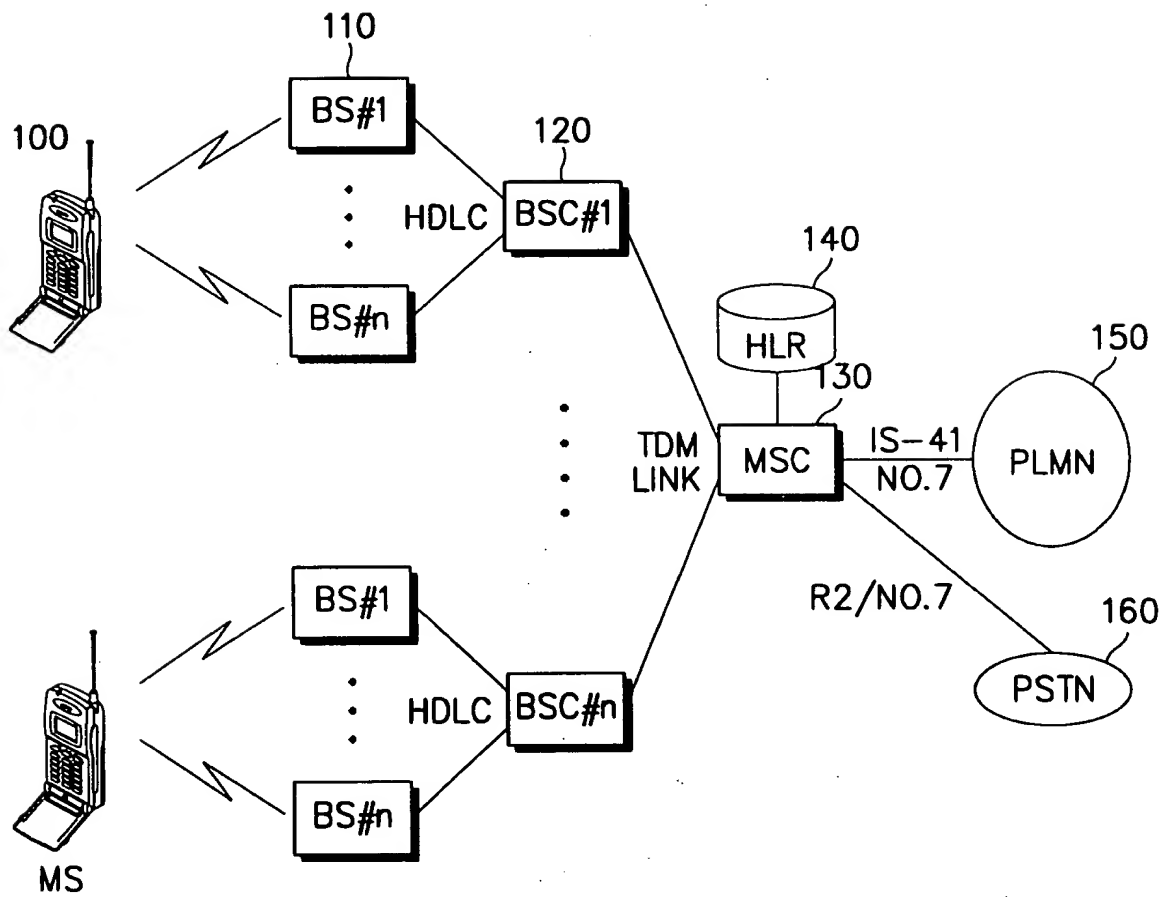 110
BS#1
100
120
HDLC
BSC#1
BS#n
140
HLR
130
150
TDM
LINK
MSC
IS-41
NO.7
PLMN
R2/NO.7
160
PSTN
BS#1
HDLC
BSC#n
BS#n
MS